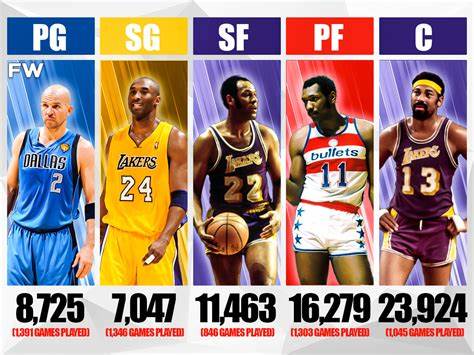 PG SG SF PF C
FW
DALLAS
2
LAKERS
24
LAKERS
22
bullets
11
LAKERS
13
8,725 7,047 11,463 16,279 23,924
(1,391 GAMES PLAYED) (1,346 GAMES PLAYED) (846 GAMES PLAYED) (1,303 GAMES PLAYED) (1,045 GAMES PLAYED)